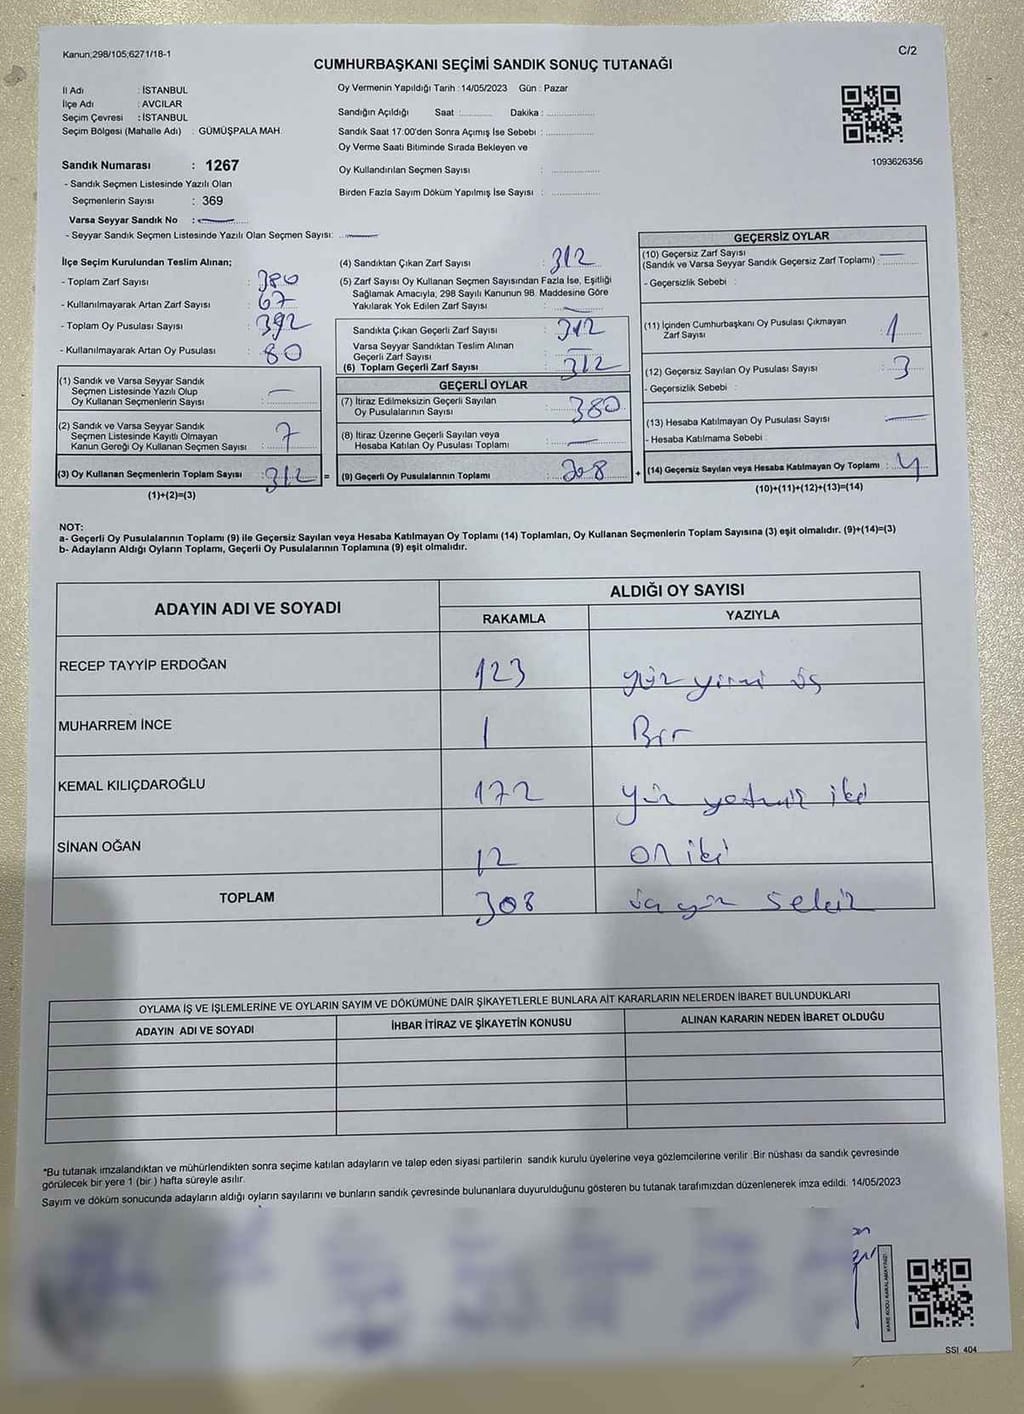 Kanun;298/105;6271/18-1
C/2
CUMHURBAŞKANI SEÇİMİ SANDIK SONUÇ TUTANAĞI
İl Adı : İSTANBUL
İlçe Adı : AVCILAR
Seçim Çevresi : İSTANBUL
Seçim Bölgesi (Mahalle Adı) : GÜMÜŞPALA MAH.
Sandık Numarası : 1267
- Sandık Seçmen Listesinde Yazılı Olan
Seçmenlerin Sayısı : 369
Varsa Seyyar Sandık No :
- Seyyar Sandık Seçmen Listesinde Yazılı Olan Seçmen Sayısı:
Oy Vermenin Yapıldığı Tarih : 14/05/2023 Gün : Pazar
Sandığın Açıldığı Saat : Dakika :
Sandık Saat 17:00'den Sonra Açımış İse Sebebi :
Oy Verme Saati Bitiminde Sırada Bekleyen ve
Oy Kullandırılan Seçmen Sayısı :
Birden Fazla Sayım Döküm Yapılmış İse Sayısı :
1093626356
İlçe Seçim Kurulundan Teslim Alınan;
- Toplam Zarf Sayısı : 380
- Kullanılmayarak Artan Zarf Sayısı : 67
- Toplam Oy Pusulası Sayısı : 392
- Kullanılmayarak Artan Oy Pusulası : 80
(1) Sandık ve Varsa Seyyar Sandık
Seçmen Listesinde Yazılı Olup
Oy Kullanan Seçmenlerin Sayısı :
(2) Sandık ve Varsa Seyyar Sandık
Seçmen Listesinde Kayıtlı Olmayan
Kanun Gereği Oy Kullanan Seçmen Sayısı : 7
(3) Oy Kullanan Seçmenlerin Toplam Sayısı : 312 =
(1)+(2)=(3)
(4) Sandıktan Çıkan Zarf Sayısı : 312
(5) Zarf Sayısı Oy Kullanan Seçmen Sayısından Fazla İse, Eşitliği
Sağlamak Amacıyla, 298 Sayılı Kanunun 98. Maddesine Göre
Yakılarak Yok Edilen Zarf Sayısı :
Sandıkta Çıkan Geçerli Zarf Sayısı : 312
Varsa Seyyar Sandıktan Teslim Alınan
Geçerli Zarf Sayısı :
(6) Toplam Geçerli Zarf Sayısı : 312
GEÇERLİ OYLAR
(7) İtiraz Edilmeksizin Geçerli Sayılan
Oy Pusulalarının Sayısı : 380
(8) İtiraz Üzerine Geçerli Sayılan veya
Hesaba Katılan Oy Pusulası Toplamı :
(9) Geçerli Oy Pusulalarının Toplamı : 308 +
GEÇERSİZ OYLAR
(10) Geçersiz Zarf Sayısı
(Sandık ve Varsa Seyyar Sandık Geçersiz Zarf Toplamı) :
- Geçersizlik Sebebi :
(11) İçinden Cumhurbaşkanı Oy Pusulası Çıkmayan
Zarf Sayısı : 1
(12) Geçersiz Sayılan Oy Pusulası Sayısı : 3
- Geçersizlik Sebebi :
(13) Hesaba Katılmayan Oy Pusulası Sayısı :
- Hesaba Katılmama Sebebi :
(14) Geçersiz Sayılan veya Hesaba Katılmayan Oy Toplamı : 4
(10)+(11)+(12)+(13)=(14)
NOT:
a- Geçerli Oy Pusulalarının Toplamı (9) ile Geçersiz Sayılan veya Hesaba Katılmayan Oy Toplamı (14) Toplamları, Oy Kullanan Seçmenlerin Toplam Sayısına (3) eşit olmalıdır. (9)+(14)=(3)
b- Adayların Aldığı Oyların Toplamı, Geçerli Oy Pusulalarının Toplamına (9) eşit olmalıdır.
ADAYIN ADI VE SOYADI
ALDIĞI OY SAYISI
RAKAMLA YAZIYLA
RECEP TAYYİP ERDOĞAN 123 yüz yirmi üç
MUHARREM İNCE 1 Bir
KEMAL KILIÇDAROĞLU 172 yüz yetmiş iki
SİNAN OĞAN 12 on iki
TOPLAM 308 üçyüz sekiz
OYLAMA İŞ VE İŞLEMLERİNE VE OYLARIN SAYIM VE DÖKÜMÜNE DAİR ŞİKAYETLERLE BUNLARA AİT KARARLARIN NELERDEN İBARET BULUNDUKLARI
ADAYIN ADI VE SOYADI İHBAR İTİRAZ VE ŞİKAYETİN KONUSU ALINAN KARARIN NEDEN İBARET OLDUĞU
*Bu tutanak imzalandıktan ve mühürlendikten sonra seçime katılan adayların ve talep eden siyasi partilerin sandık kurulu üyelerine veya gözlemcilerine verilir. Bir nüshası da sandık çevresinde
görülecek bir yere 1 (bir) hafta süreyle asılır.
Sayım ve döküm sonucunda adayların aldığı oyların sayılarını ve bunların sandık çevresinde bulunanlara duyurulduğunu gösteren bu tutanak tarafımızdan düzenlenerek imza edildi. 14/05/2023
KARE KODU KARALAMAYINIZ!
SSI 404